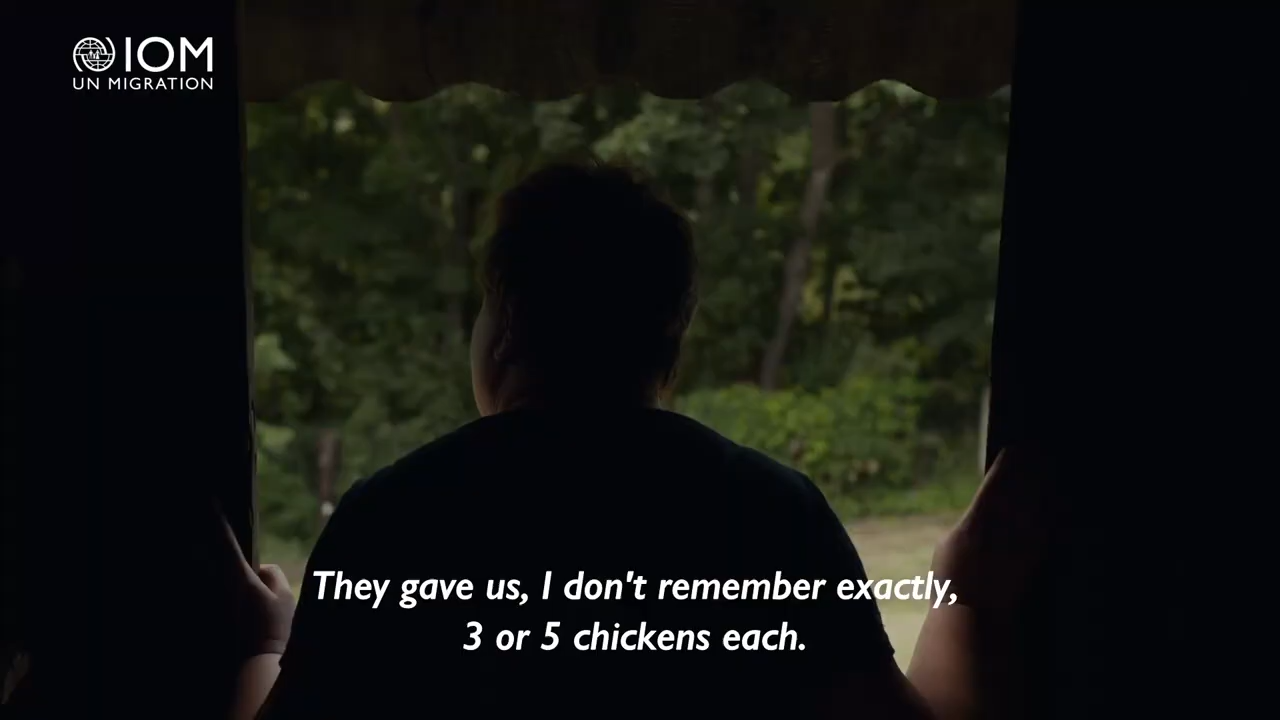 IOM
UN MIGRATION
They gave us, I don't remember exactly,
3 or 5 chickens each.